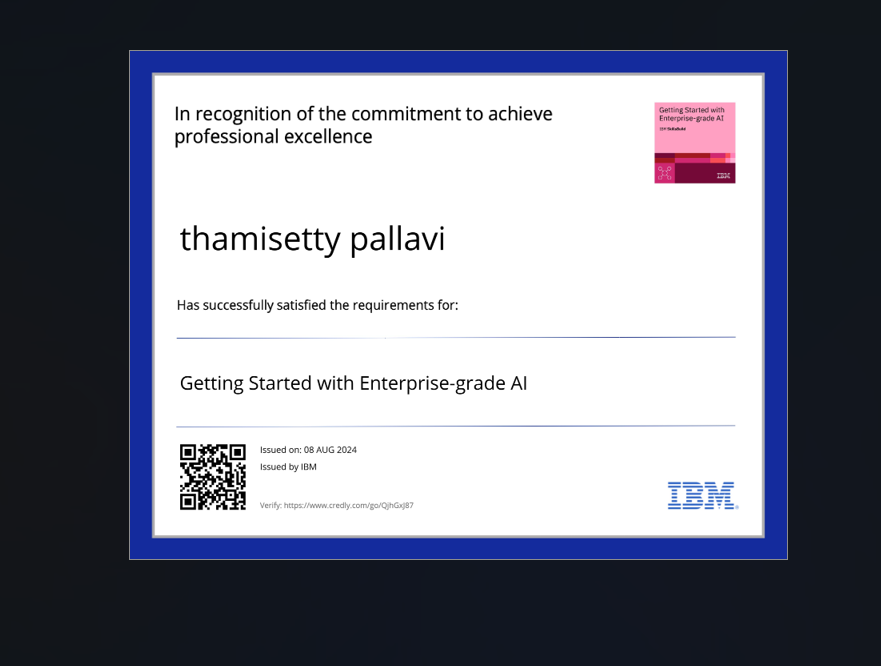 In recognition of the commitment to achieve
professional excellence
Getting Started with
Enterprise-grade AI
IBM SkillsBuild
IBM
thamisetty pallavi
Has successfully satisfied the requirements for:
Getting Started with Enterprise-grade AI
Issued on: 08 AUG 2024
Issued by IBM
Verify: https://www.credly.com/go/QjhGxJ87
IBM®